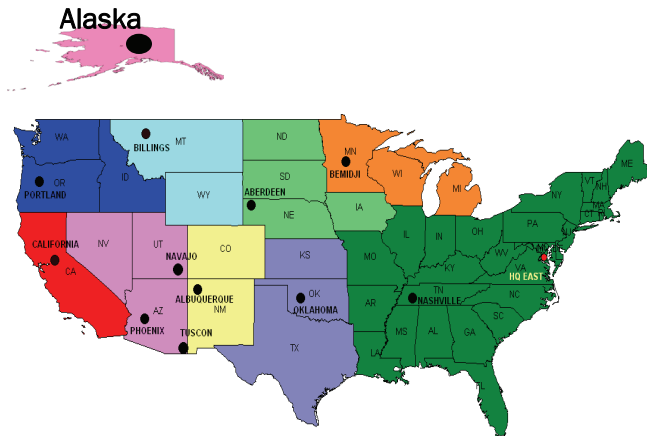 Alaska
WA
MT
ND
MN
ME
BILLINGS
OR
PORTLAND
ID
SD
BEMIDJI
WI
MI
VT
NH
NY
MA
CT
WY
ABERDEEN
NE
IA
PA
CALIFORNIA
NV
UT
CO
IL
IN
OH
NJ
CA
NAVAJO
KS
MO
WV
VA
KY
HQ EAST
ALBUQUERQUE
AZ
NM
OK
OKLAHOMA
AR
TN
NASHVILLE
NC
PHOENIX
TUSCON
SC
TX
MS
AL
GA
LA
FL